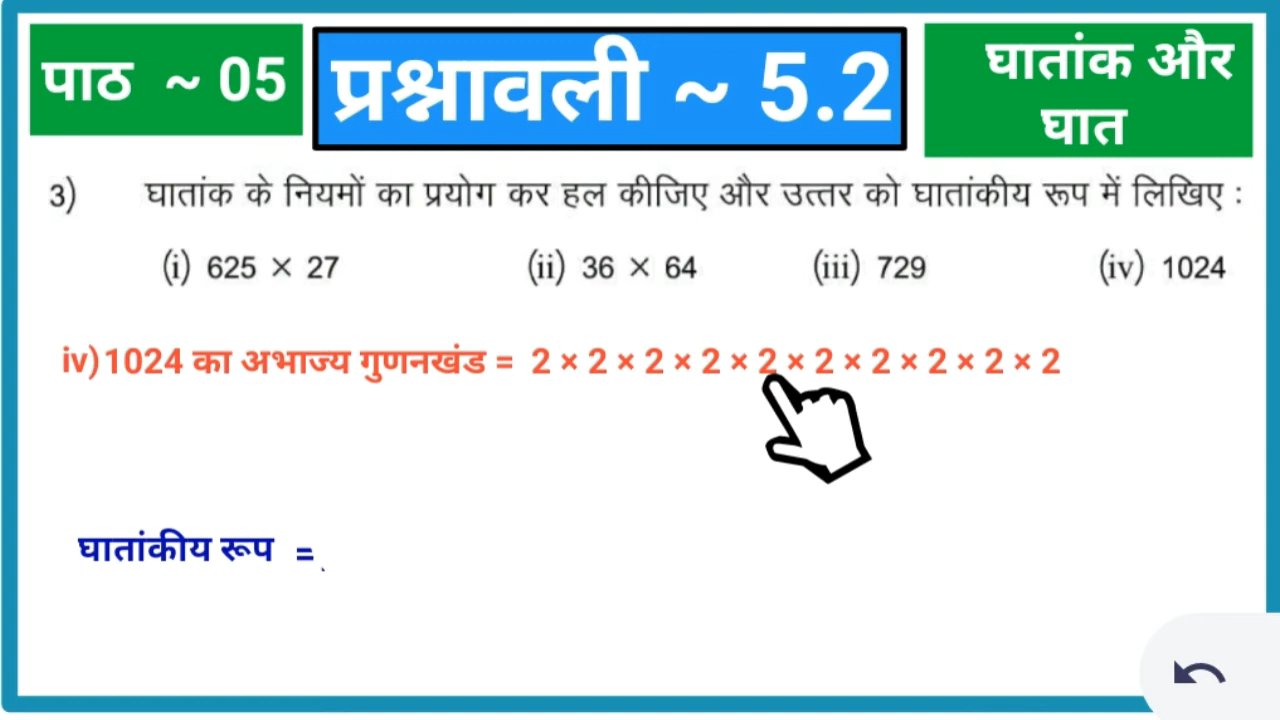 पाठ ~ 05
प्रश्नावली ~ 5.2
घातांक और
घात
3) घातांक के नियमों का प्रयोग कर हल कीजिए और उत्तर को घातांकीय रूप में लिखिए :
(i) 625 × 27 (ii) 36 × 64 (iii) 729 (iv) 1024
iv) 1024 का अभाज्य गुणनखंड = 2 × 2 × 2 × 2 × 2 × 2 × 2 × 2 × 2 × 2
घातांकीय रूप =